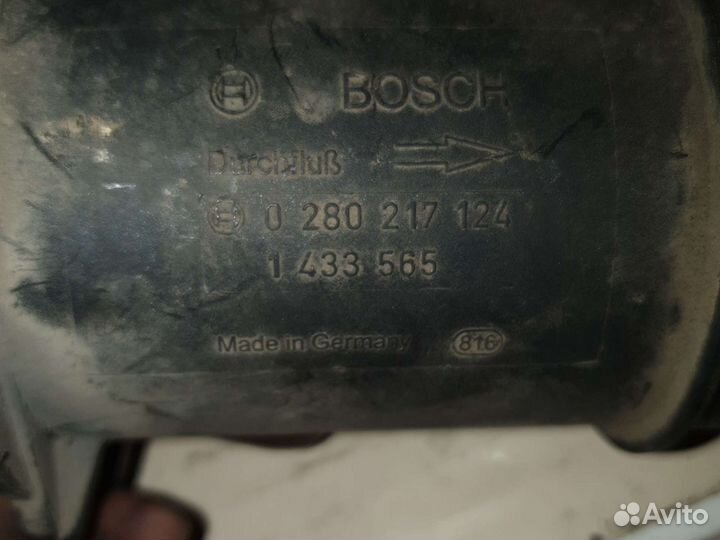 BOSCH
Durchfluß
0 280 217 124
1 433 565
Made in Germany 816
Avito